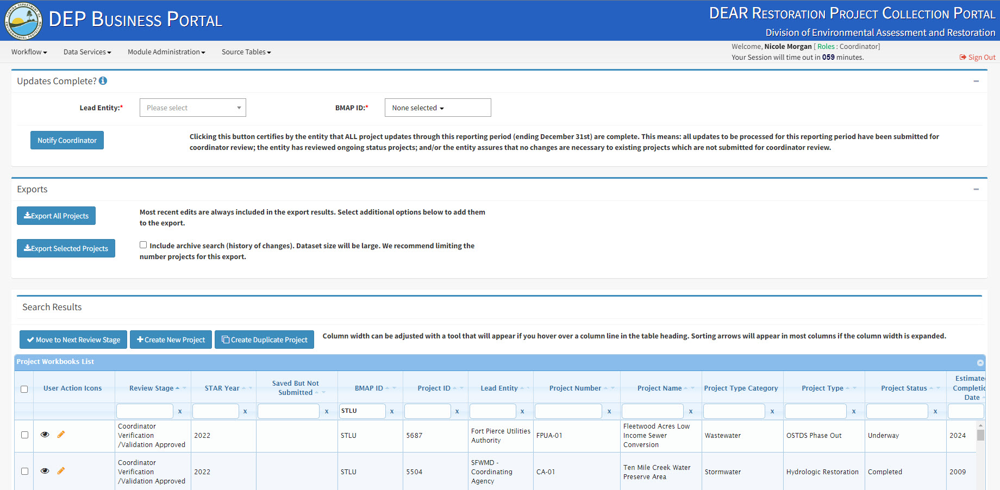 DEP Business Portal
DEAR Restoration Project Collection Portal
Division of Environmental Assessment and Restoration
Workflow Data Services Module Administration Source Tables
Welcome, Nicole Morgan [ Roles : Coordinator]
Your Session will time out in 059 minutes.
Sign Out
Updates Complete?
Lead Entity:* Please select BMAP ID:* None selected
Notify Coordinator
Clicking this button certifies by the entity that ALL project updates through this reporting period (ending December 31st) are complete. This means: all updates to be processed for this reporting period have been submitted for
coordinator review; the entity has reviewed ongoing status projects; and/or the entity assures that no changes are necessary to existing projects which are not submitted for coordinator review.
Exports
Export All Projects
Most recent edits are always included in the export results. Select additional options below to add them
to the export.
Export Selected Projects
Include archive search (history of changes). Dataset size will be large. We recommend limiting the
number projects for this export.
Search Results
Move to Next Review Stage Create New Project Create Duplicate Project
Column width can be adjusted with a tool that will appear if you hover over a column line in the table heading. Sorting arrows will appear in most columns if the column width is expanded.
Project Workbooks List
User Action Icons
Review Stage
STAR Year
Saved But Not
Submitted
BMAP ID
Project ID
Lead Entity
Project Number
Project Name
Project Type Category
Project Type
Project Status
Estimate
Completi
Date
x x x STLU x x x x x x x x
Coordinator
Verification
/Validation Approved
2022
STLU
5687
Fort Pierce Utilities
Authority
FPUA-01
Fleetwood Acres Low
Income Sewer
Conversion
Wastewater
OSTDS Phase Out
Underway
2024
Coordinator
Verification
/Validation Approved
2022
STLU
5504
SFWMD -
Coordinating
Agency
CA-01
Ten Mile Creek Water
Preserve Area
Stormwater
Hydrologic Restoration
Completed
2009